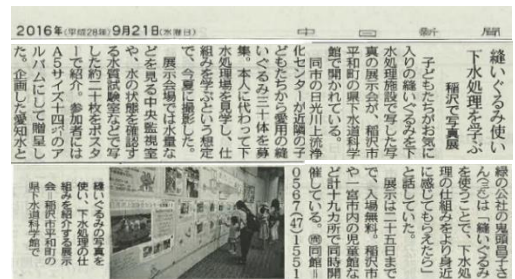 2016年(平成28年)9月21日(水曜日)
中日新聞
縫いぐるみ使い
下水処理を学ぶ
稲沢で写真展
子どもたちがお気に
入りの縫いぐるみを下
水処理施設で写した写
真の展示会が、稲沢市
平和町の県下水道科学
館で開かれている。
同市の日光川上流浄
化センターが近隣の子
どもたちから愛用の縫
いぐるみ三十体を募
集。本人に代わって下
水処理場を見学し、仕
組みを学ぶという想定
で、今夏に撮影した。
展示会場では水量な
どを見る中央監視室
や、水の状態を確認す
る水質試験室などで写
した約二十枚をポスタ
ーで紹介。参加者には
A5サイズ十四㌻のア
ルバムにして贈呈し
た。企画した愛知水と
緑の公社の鬼頭昌子さ
んは「縫いぐるみ
を使うことで、下水処
理の仕組みをより身近
に感じてもらえたら」
と話していた。
展示は二十五日まで
で、入場無料。稲沢市
や一宮市内の児童館な
ど計十九カ所で同時開
催している。㉄同館=
0567(47)1551
縫いぐるみの写真を
使い、下水処理の仕
組みを紹介する展示
会=稲沢市平和町の
県下水道科学館で